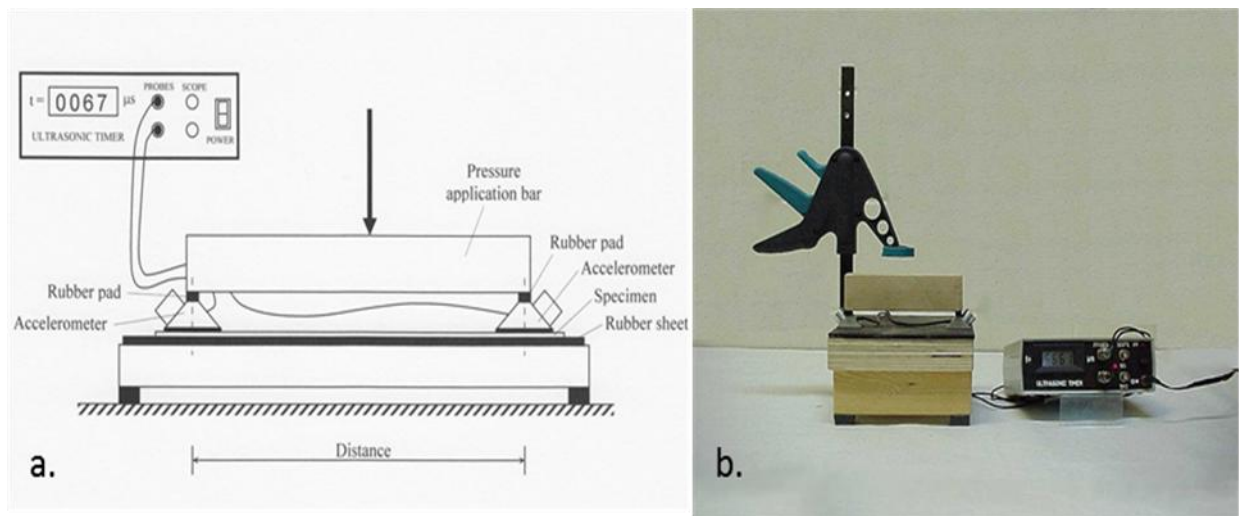 t = 0067 µs
PROBES SCOPE
ULTRASONIC TIMER
POWER
Pressure
application bar
Rubber pad
Accelerometer
Rubber pad
Accelerometer
Specimen
Rubber sheet
Distance
a.
b.
ULTRASONIC TIMER